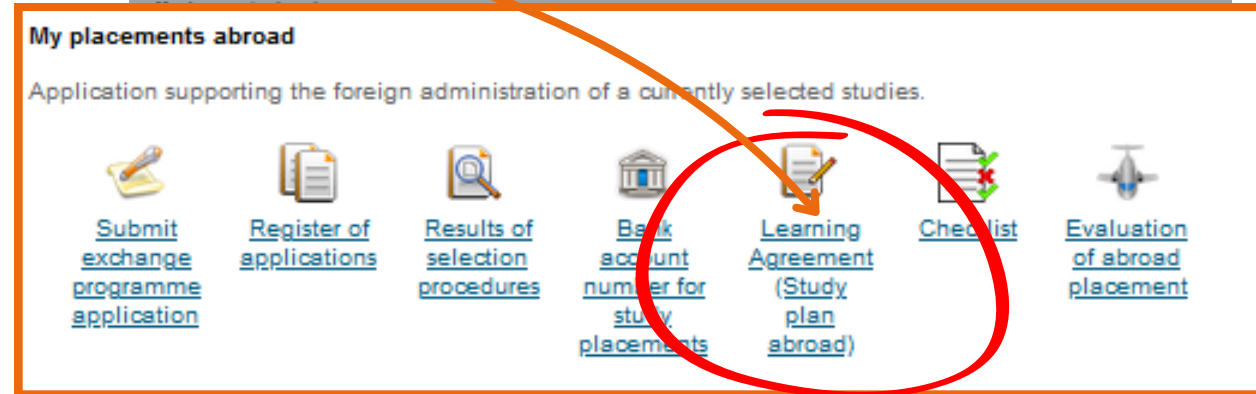 My placements abroad
Application supporting the foreign administration of a currently selected studies.
Submit
exchange
programme
application
Register of
applications
Results of
selection
procedures
Bank
account
number for
study
placements
Learning
Agreement
(Study
plan
abroad)
Checklist
Evaluation
of abroad
placement